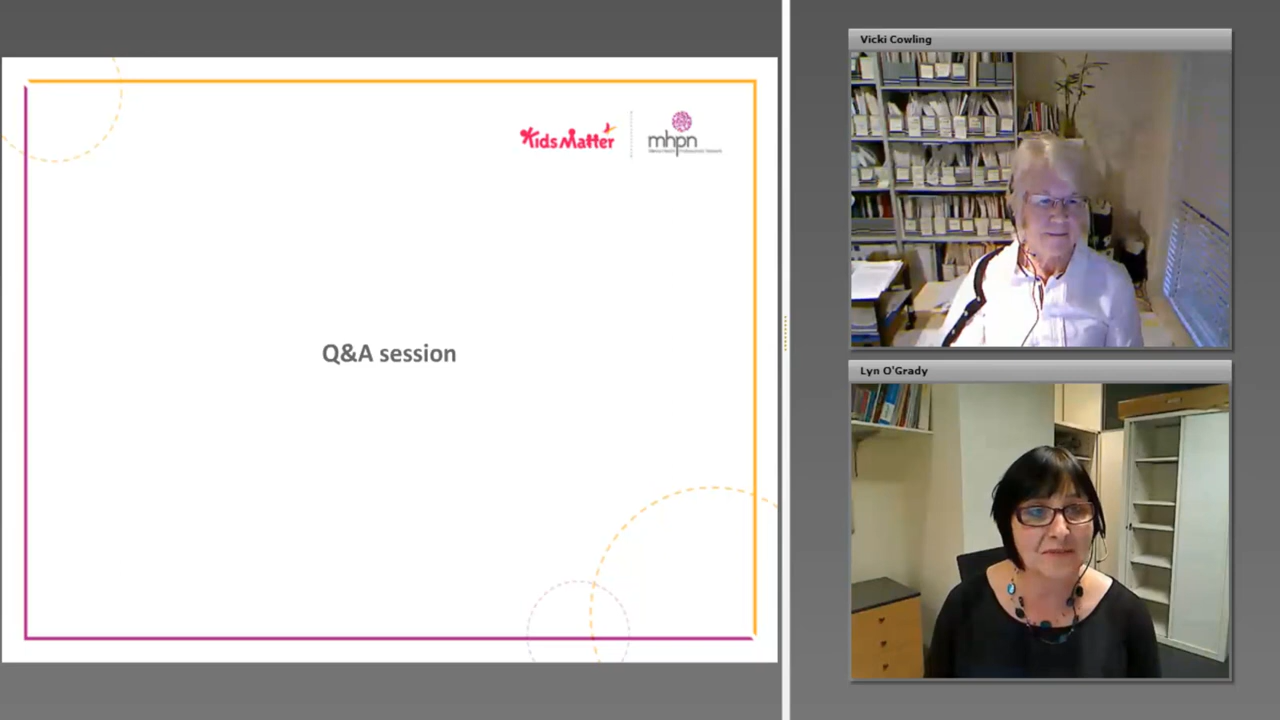 KidsMatter
mhpn
Q&A session
Vicki Cowling
Lyn O'Grady